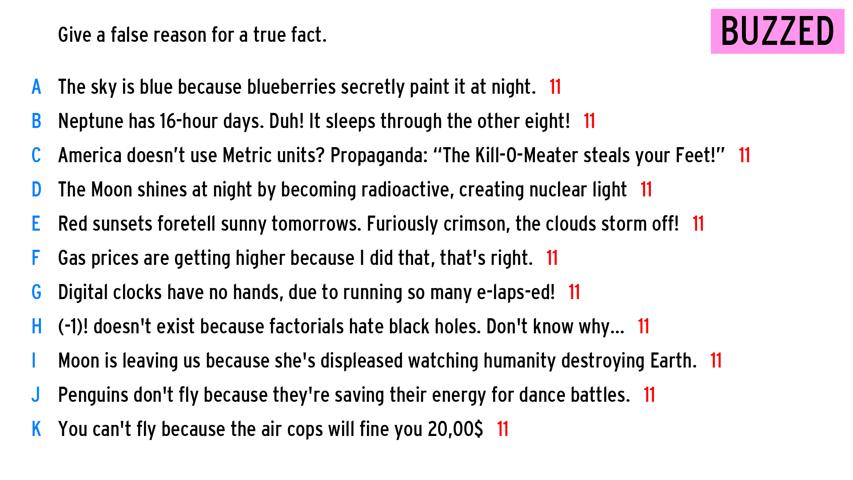 Give a false reason for a true fact.
BUZZED
A The sky is blue because blueberries secretly paint it at night. 11
B Neptune has 16-hour days. Duh! It sleeps through the other eight! 11
C America doesn’t use Metric units? Propaganda: “The Kill-O-Meater steals your Feet!” 11
D The Moon shines at night by becoming radioactive, creating nuclear light 11
E Red sunsets foretell sunny tomorrows. Furiously crimson, the clouds storm off! 11
F Gas prices are getting higher because I did that, that's right. 11
G Digital clocks have no hands, due to running so many e-laps-ed! 11
H (-1)! doesn't exist because factorials hate black holes. Don't know why... 11
I Moon is leaving us because she's displeased watching humanity destroying Earth. 11
J Penguins don't fly because they're saving their energy for dance battles. 11
K You can't fly because the air cops will fine you 20,00$ 11